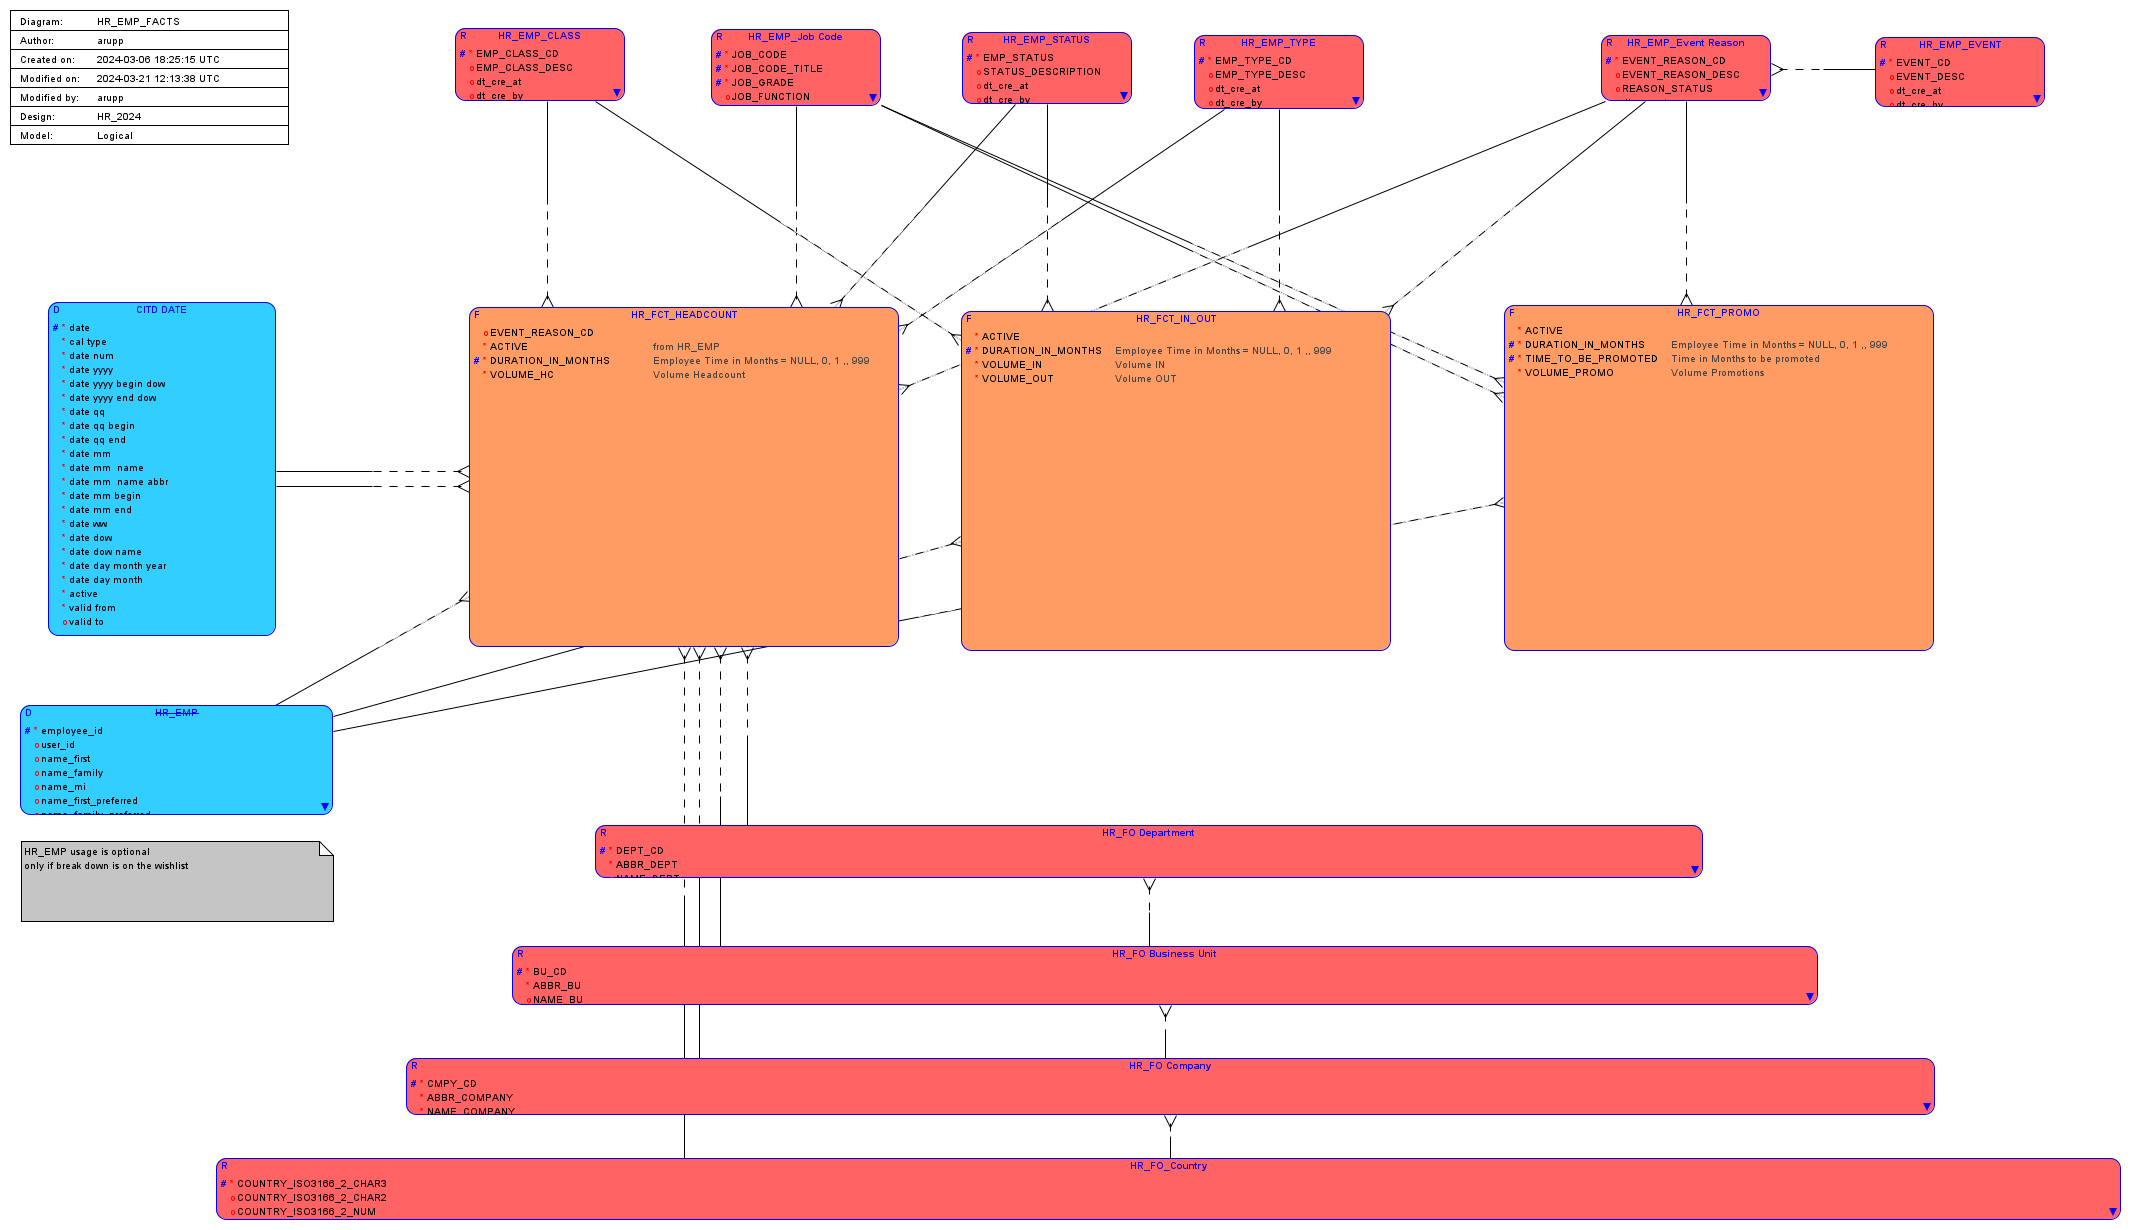 Diagram: HR_EMP_FACTS
Author: arupp
Created on: 2024-03-06 18:25:15 UTC
Modified on: 2024-03-21 12:13:38 UTC
Modified by: arupp
Design: HR_2024
Model: Logical
R HR_EMP_CLASS
# * EMP_CLASS_CD
o EMP_CLASS_DESC
o dt_cre_at
o dt_cre_by
R HR_EMP_Job Code
# * JOB_CODE
# * JOB_CODE_TITLE
# * JOB_GRADE
o JOB_FUNCTION
R HR_EMP_STATUS
# * EMP_STATUS
o STATUS_DESCRIPTION
o dt_cre_at
o dt_cre_by
R HR_EMP_TYPE
# * EMP_TYPE_CD
o EMP_TYPE_DESC
o dt_cre_at
o dt_cre_by
R HR_EMP_Event Reason
# * EVENT_REASON_CD
o EVENT_REASON_DESC
o REASON_STATUS
R HR_EMP_EVENT
# * EVENT_CD
o EVENT_DESC
o dt_cre_at
o dt_cre_by
D CITD DATE
# * date
* cal type
* date num
* date yyyy
* date yyyy begin dow
* date yyyy end dow
* date qq
* date qq begin
* date qq end
* date mm
* date mm name
* date mm name abbr
* date mm begin
* date mm end
* date ww
* date dow
* date dow name
* date day month year
* date day month
* active
* valid from
o valid to
F HR_FCT_HEADCOUNT
o EVENT_REASON_CD
* ACTIVE from HR_EMP
# * DURATION_IN_MONTHS Employee Time in Months = NULL, 0, 1 ,, 999
* VOLUME_HC Volume Headcount
F HR_FCT_IN_OUT
* ACTIVE
# * DURATION_IN_MONTHS Employee Time in Months = NULL, 0, 1 ,, 999
* VOLUME_IN Volume IN
* VOLUME_OUT Volume OUT
F HR_FCT_PROMO
* ACTIVE
# * DURATION_IN_MONTHS Employee Time in Months = NULL, 0, 1 ,, 999
# * TIME_TO_BE_PROMOTED Time in Months to be promoted
* VOLUME_PROMO Volume Promotions
D HR_EMP
# * employee_id
o user_id
o name_first
o name_family
o name_mi
o name_first_preferred
HR_EMP usage is optional
only if break down is on the wishlist
R HR_FO Department
# * DEPT_CD
* ABBR_DEPT
R HR_FO Business Unit
# * BU_CD
* ABBR_BU
o NAME_BU
R HR_FO Company
# * CMPY_CD
* ABBR_COMPANY
* NAME_COMPANY
R HR_FO_Country
# * COUNTRY_ISO3166_2_CHAR3
o COUNTRY_ISO3166_2_CHAR2
o COUNTRY_ISO3166_2_NUM